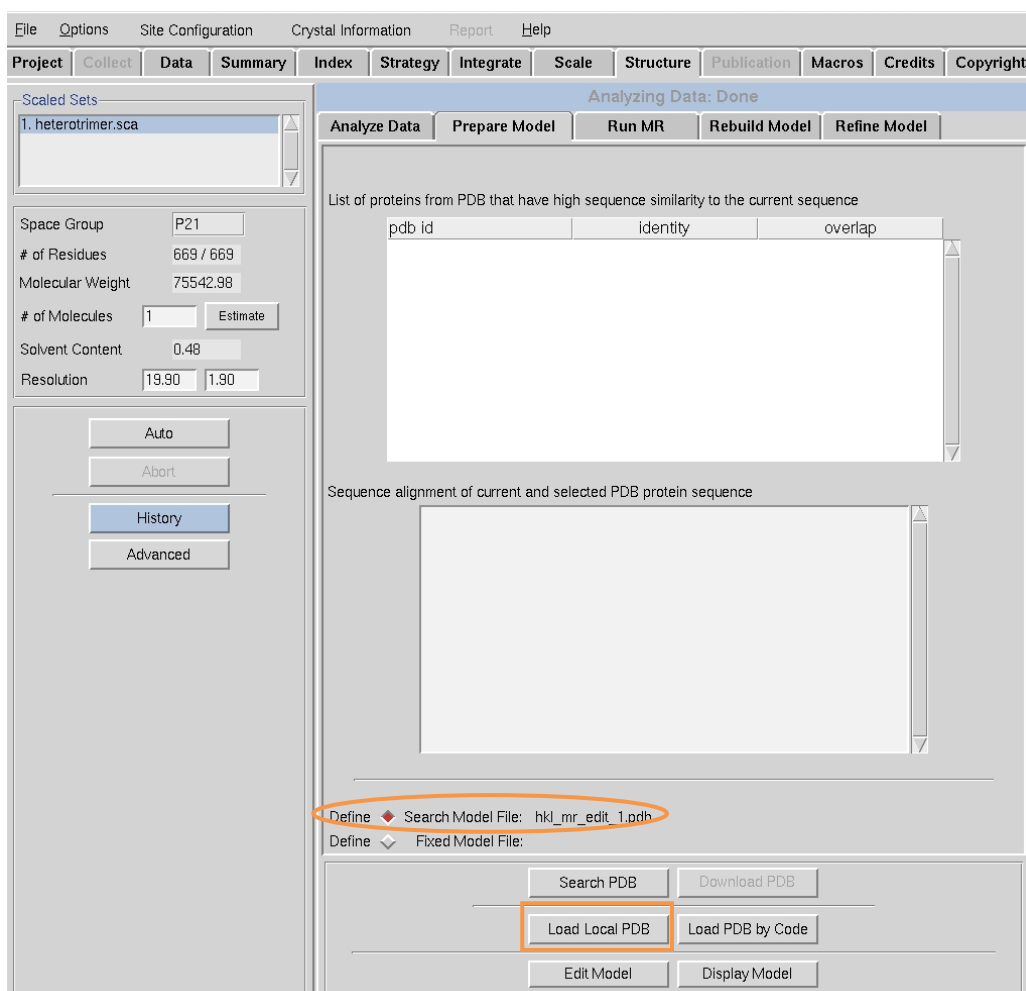 File Options Site Configuration Crystal Information Report Help
Project Collect Data Summary Index Strategy Integrate Scale Structure Publication Macros Credits Copyright
Scaled Sets
1. heterotrimer.sca
Space Group P21
# of Residues 669 / 669
Molecular Weight 75542.98
# of Molecules 1 Estimate
Solvent Content 0.48
Resolution 19.90 1.90
Auto
Abort
History
Advanced
Analyzing Data: Done
Analyze Data Prepare Model Run MR Rebuild Model Refine Model
List of proteins from PDB that have high sequence similarity to the current sequence
pdb id identity overlap
Sequence alignment of current and selected PDB protein sequence
Define Search Model File: hkl_mr_edit_1.pdb
Define Fixed Model File:
Search PDB Download PDB
Load Local PDB Load PDB by Code
Edit Model Display Model